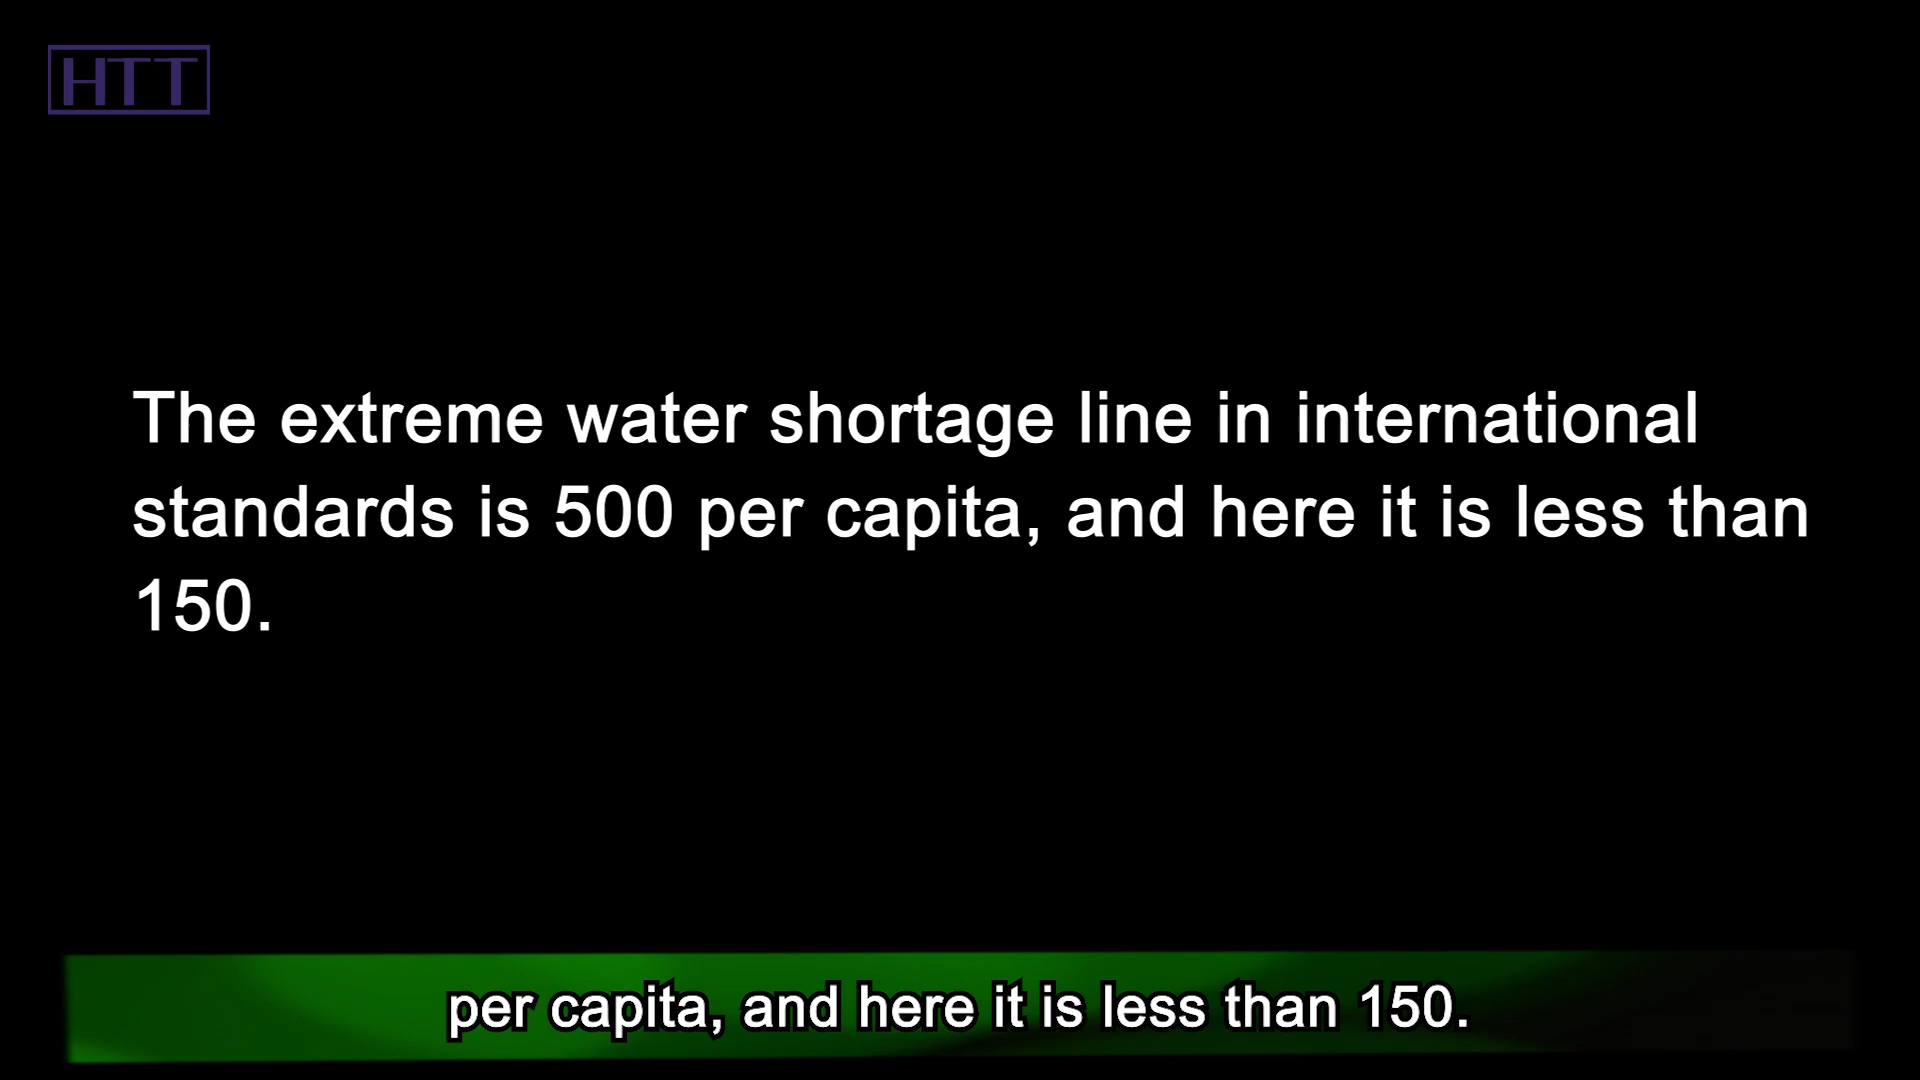 HTT
The extreme water shortage line in international
standards is 500 per capita, and here it is less than
150.
per capita, and here it is less than 150.